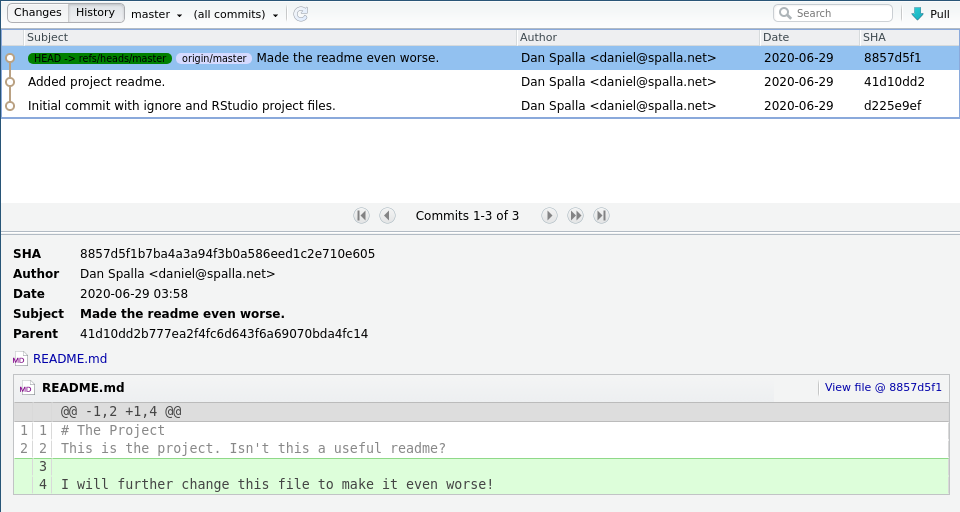 Changes History master (all commits) Search Pull
Subject Author Date SHA
HEAD -> refs/heads/master origin/master Made the readme even worse. Dan Spalla <daniel@spalla.net> 2020-06-29 8857d5f1
Added project readme. Dan Spalla <daniel@spalla.net> 2020-06-29 41d10dd2
Initial commit with ignore and RStudio project files. Dan Spalla <daniel@spalla.net> 2020-06-29 d225e9ef
Commits 1-3 of 3
SHA 8857d5f1b7ba4a3a94f3b0a586eed1c2e710e605
Author Dan Spalla <daniel@spalla.net>
Date 2020-06-29 03:58
Subject Made the readme even worse.
Parent 41d10dd2b777ea2f4fc6d643f6a69070bda4fc14
MD README.md
MD README.md View file @ 8857d5f1
@@ -1,2 +1,4 @@
1 1 # The Project
2 2 This is the project. Isn't this a useful readme?
3
4 I will further change this file to make it even worse!